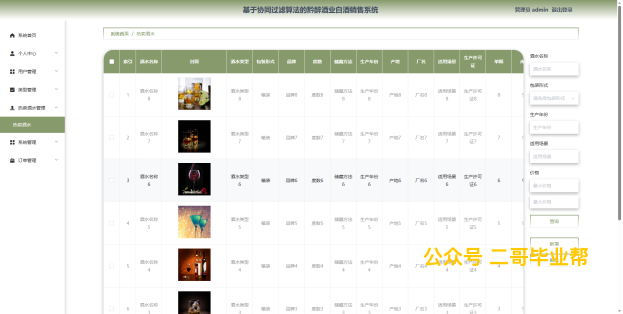 基于协同过滤算法的黔醉酒业白酒销售系统
管理员 admin 退出登录
系统首页
个人中心
用户管理
类型管理
热卖酒水管理
热卖酒水
系统管理
订单管理
系统首页 / 热卖酒水
索引 酒水名称 封面 酒水类型 包装形式 品牌 度数 储藏方法 生产年份 产地 厂名 适用场景 生产许可证 单限
1 酒水名称8 酒水类型8 瓶装 品牌8 度数8 储藏方法8 生产年份8 产地8 厂名8 适用场景8 生产许可证8 8
2 酒水名称7 酒水类型7 瓶装 品牌7 度数7 储藏方法7 生产年份7 产地7 厂名7 适用场景7 生产许可证7 7
3 酒水名称6 酒水类型6 瓶装 品牌6 度数6 储藏方法6 生产年份6 产地6 厂名6 适用场景6 生产许可证6 6
4 酒水名称5 酒水类型5 瓶装 品牌5 度数5 储藏方法5 生产年份5 产地5 厂名5 适用场景5 生产许可证5 5
5 酒水名称4 酒水类型4 瓶装 品牌4 度数4 储藏方法4 生产年份4 产地4 厂名4
6 酒水名称3 酒水类型3 瓶装 品牌3 度数3 储藏方法3 生产年份3 产地3 厂名3 适用场景3 生产许可证3 3
酒水名称
酒水名称
包装形式
请选择包装形式
生产年份
生产年份
适用场景
适用场景
价格
最小价格
最大价格
查询
公众号 二哥毕业帮